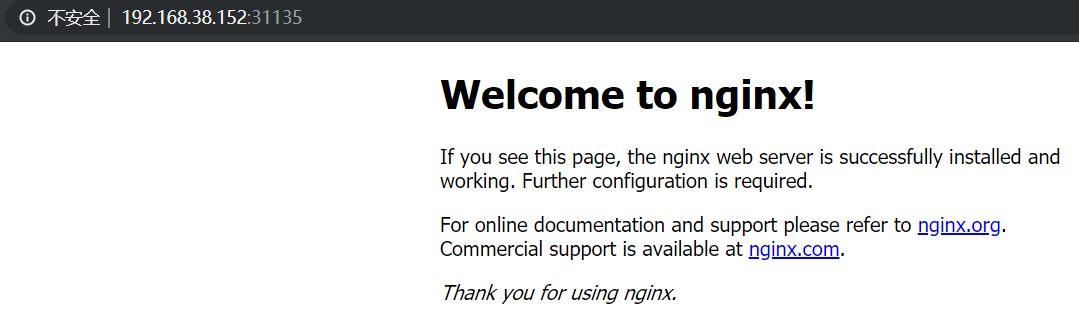 不安全 | 192.168.38.152:31135
Welcome to nginx!
If you see this page, the nginx web server is successfully installed and
working. Further configuration is required.
For online documentation and support please refer to nginx.org.
Commercial support is available at nginx.com.
Thank you for using nginx.